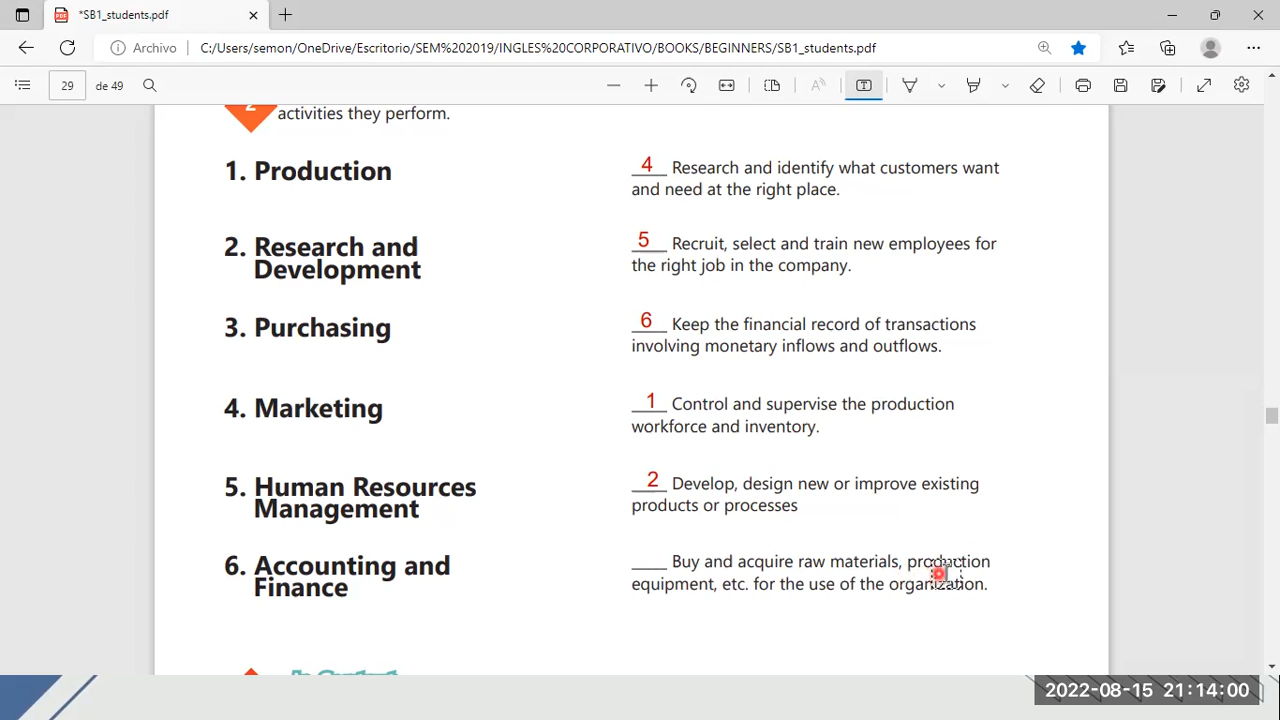 *SB1_students.pdf
Archivo
C:/Users/semon/OneDrive/Escritorio/SEM%202019/INGLES%20CORPORATIVO/BOOKS/BEGINNERS/SB1_students.pdf
29 de 49
2 activities they perform.
1. Production
4 Research and identify what customers want
and need at the right place.
2. Research and
Development
5 Recruit, select and train new employees for
the right job in the company.
3. Purchasing
6 Keep the financial record of transactions
involving monetary inflows and outflows.
4. Marketing
1 Control and supervise the production
workforce and inventory.
5. Human Resources
Management
2 Develop, design new or improve existing
products or processes
6. Accounting and
Finance
____ Buy and acquire raw materials, production
equipment, etc. for the use of the organization.
2022-08-15 21:14:00